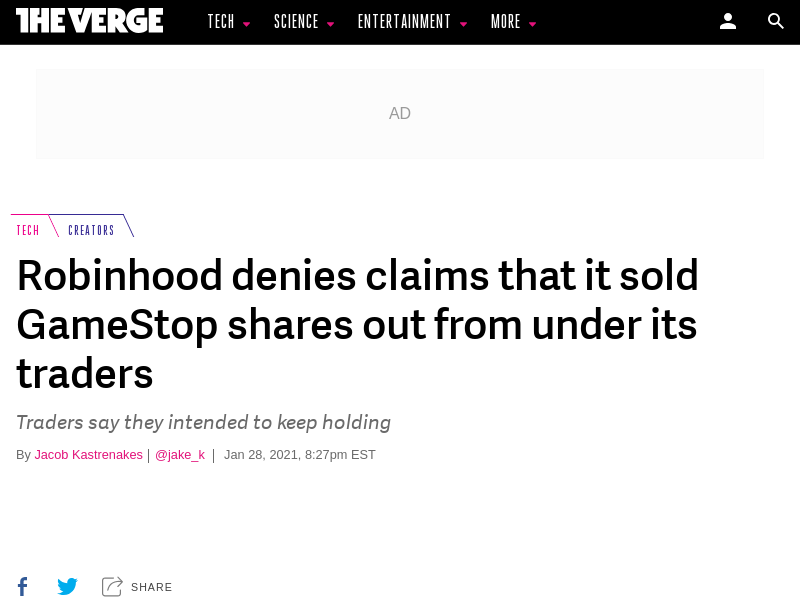 THE VERGE TECH SCIENCE ENTERTAINMENT MORE
AD
TECH CREATORS
Robinhood denies claims that it sold
GameStop shares out from under its
traders
Traders say they intended to keep holding
By Jacob Kastrenakes | @jake_k | Jan 28, 2021, 8:27pm EST
SHARE